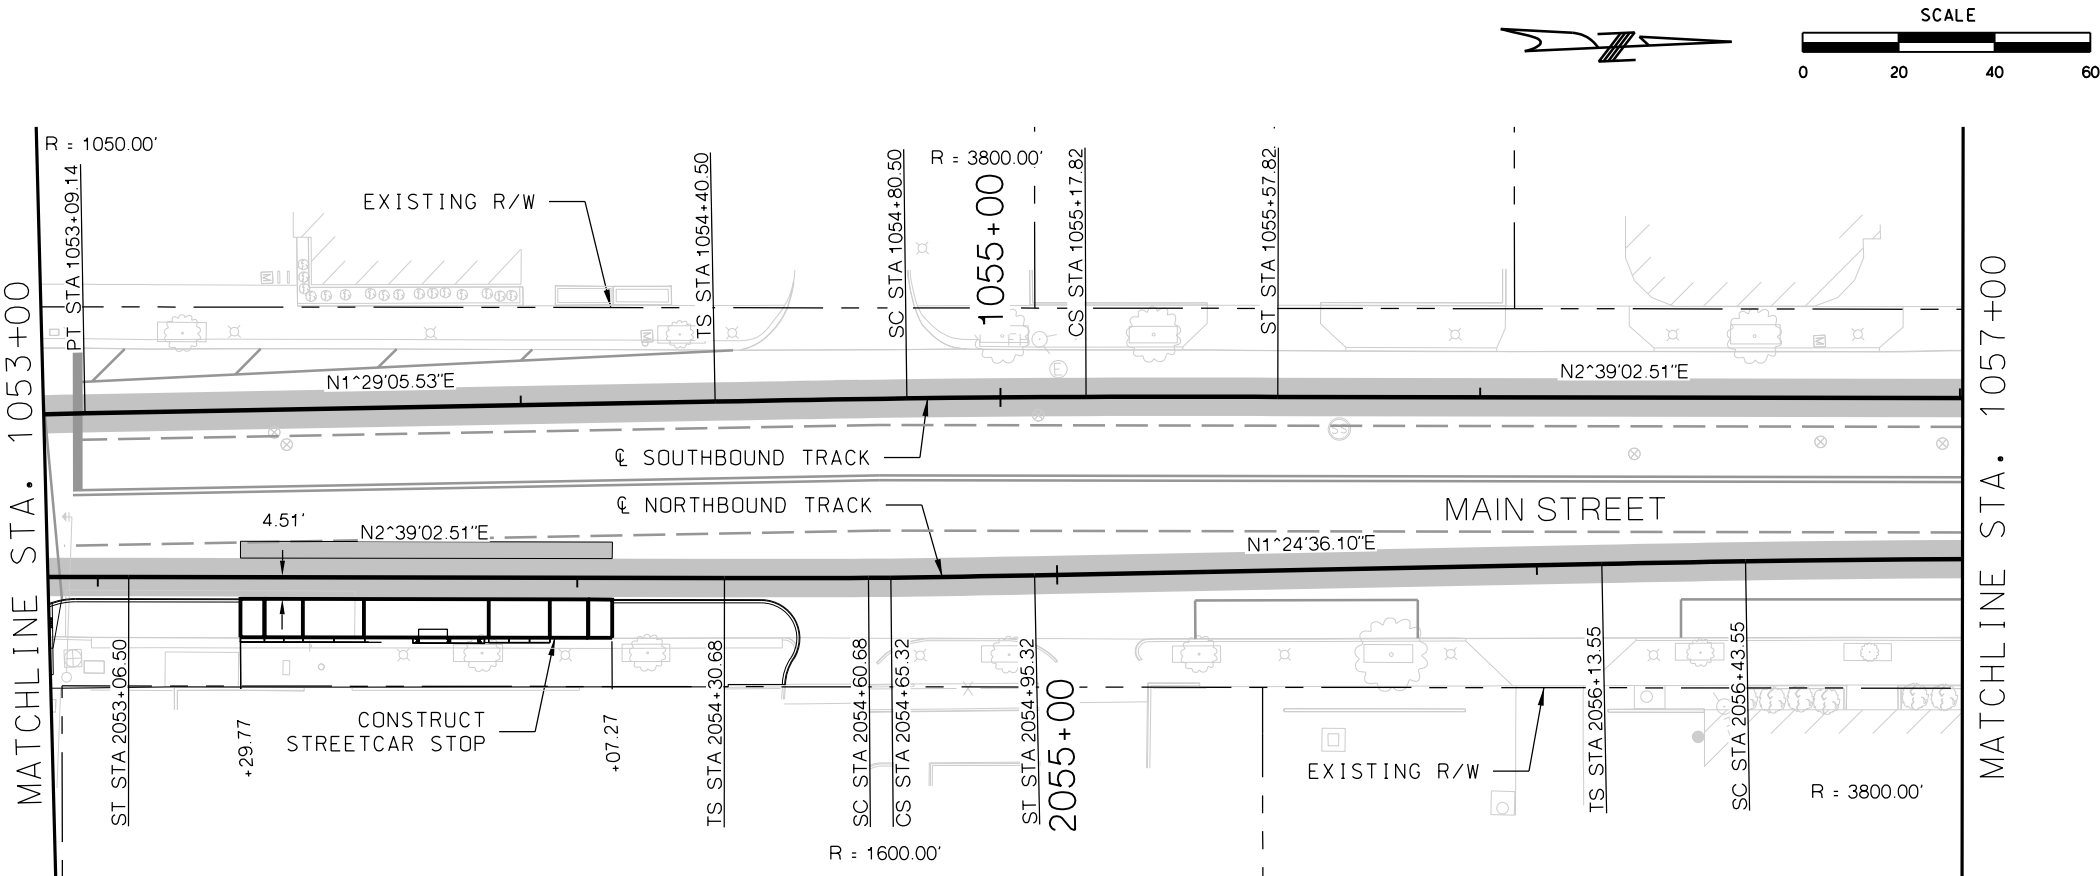 SCALE
0 20 40 60
R = 1050.00'
PT STA 1053+09.14
EXISTING R/W
TS STA 1054+40.50
SC STA 1054+80.50
R = 3800.00'
1055+00
CS STA 1055+17.82
ST STA 1055+57.82
MATCHLINE STA. 1053+00
MATCHLINE STA. 1057+00
M
M
FH
E
M
N1^29'05.53"E
N2^39'02.51"E
SS
℄ SOUTHBOUND TRACK
℄ NORTHBOUND TRACK
MAIN STREET
4.51'
N2^39'02.51"E
N1^24'36.10"E
ST STA 2053+06.50
+29.77
CONSTRUCT
STREETCAR STOP
+07.27
TS STA 2054+30.68
SC STA 2054+60.68
CS STA 2054+65.32
ST STA 2054+95.32
2055+00
R = 1600.00'
EXISTING R/W
TS STA 2056+13.55
SC STA 2056+43.55
R = 3800.00'